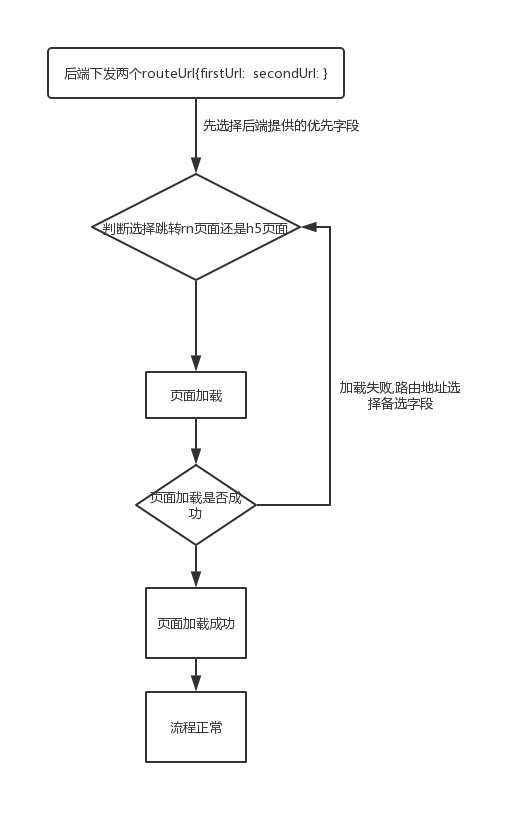 后端下发两个routeUrl{firstUrl:  secondUrl: }
先选择后端提供的优先字段
判断选择跳转rn页面还是h5页面
页面加载
加载失败,路由地址选
择备选字段
页面加载是否成
功
页面加载成功
流程正常